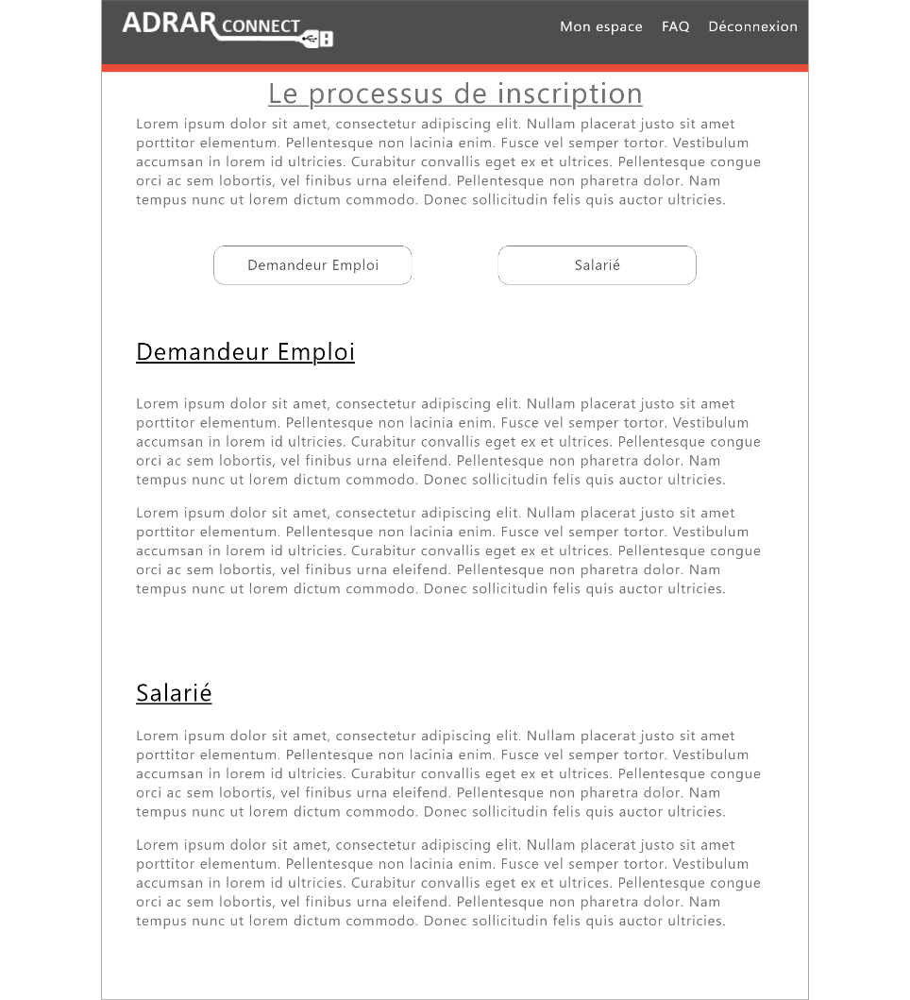 ADRAR CONNECT
Mon espace FAQ Déconnexion
Le processus de inscription
Lorem ipsum dolor sit amet, consectetur adipiscing elit. Nullam placerat justo sit amet
porttitor elementum. Pellentesque non lacinia enim. Fusce vel semper tortor. Vestibulum
accumsan in lorem id ultricies. Curabitur convallis eget ex et ultrices. Pellentesque congue
orci ac sem lobortis, vel finibus urna eleifend. Pellentesque non pharetra dolor. Nam
tempus nunc ut lorem dictum commodo. Donec sollicitudin felis quis auctor ultricies.
Demandeur Emploi
Salarié
Demandeur Emploi
Lorem ipsum dolor sit amet, consectetur adipiscing elit. Nullam placerat justo sit amet
porttitor elementum. Pellentesque non lacinia enim. Fusce vel semper tortor. Vestibulum
accumsan in lorem id ultricies. Curabitur convallis eget ex et ultrices. Pellentesque congue
orci ac sem lobortis, vel finibus urna eleifend. Pellentesque non pharetra dolor. Nam
tempus nunc ut lorem dictum commodo. Donec sollicitudin felis quis auctor ultricies.
Lorem ipsum dolor sit amet, consectetur adipiscing elit. Nullam placerat justo sit amet
porttitor elementum. Pellentesque non lacinia enim. Fusce vel semper tortor. Vestibulum
accumsan in lorem id ultricies. Curabitur convallis eget ex et ultrices. Pellentesque congue
orci ac sem lobortis, vel finibus urna eleifend. Pellentesque non pharetra dolor. Nam
tempus nunc ut lorem dictum commodo. Donec sollicitudin felis quis auctor ultricies.
Salarié
Lorem ipsum dolor sit amet, consectetur adipiscing elit. Nullam placerat justo sit amet
porttitor elementum. Pellentesque non lacinia enim. Fusce vel semper tortor. Vestibulum
accumsan in lorem id ultricies. Curabitur convallis eget ex et ultrices. Pellentesque congue
orci ac sem lobortis, vel finibus urna eleifend. Pellentesque non pharetra dolor. Nam
tempus nunc ut lorem dictum commodo. Donec sollicitudin felis quis auctor ultricies.
Lorem ipsum dolor sit amet, consectetur adipiscing elit. Nullam placerat justo sit amet
porttitor elementum. Pellentesque non lacinia enim. Fusce vel semper tortor. Vestibulum
accumsan in lorem id ultricies. Curabitur convallis eget ex et ultrices. Pellentesque congue
orci ac sem lobortis, vel finibus urna eleifend. Pellentesque non pharetra dolor. Nam
tempus nunc ut lorem dictum commodo. Donec sollicitudin felis quis auctor ultricies.